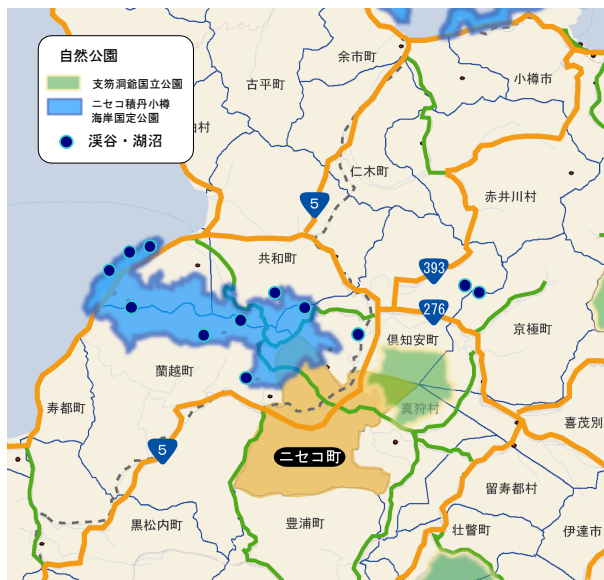 自然公園
支笏洞爺国立公園
ニセコ積丹小樽
海岸国定公園
渓谷・湖沼
余市町
小樽市
古平町
村
仁木町
赤井川村
5
共和町
393
276
倶知安町
京極町
蘭越町
寿都町
真狩村
喜茂別
5
ニセコ町
留寿都村
黒松内町
豊浦町
壮瞥町
伊達市